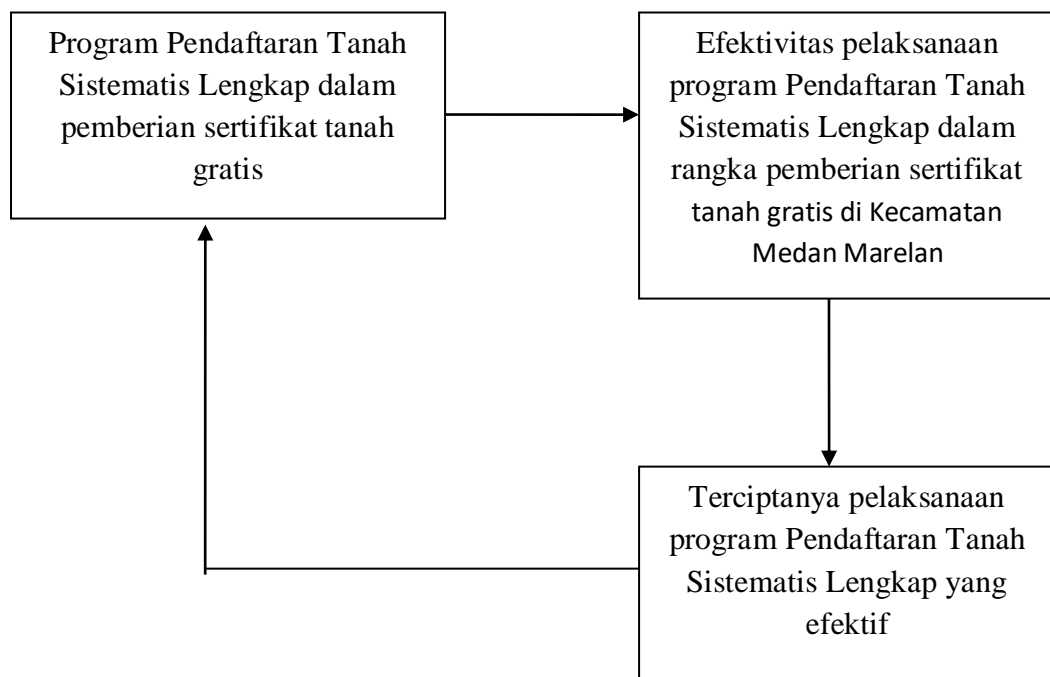 Program Pendaftaran Tanah
Sistematis Lengkap dalam
pemberian sertifikat tanah
gratis
Efektivitas pelaksanaan
program Pendaftaran Tanah
Sistematis Lengkap dalam
rangka pemberian sertifikat
tanah gratis di Kecamatan
Medan Marelan
Terciptanya pelaksanaan
program Pendaftaran Tanah
Sistematis Lengkap yang
efektif